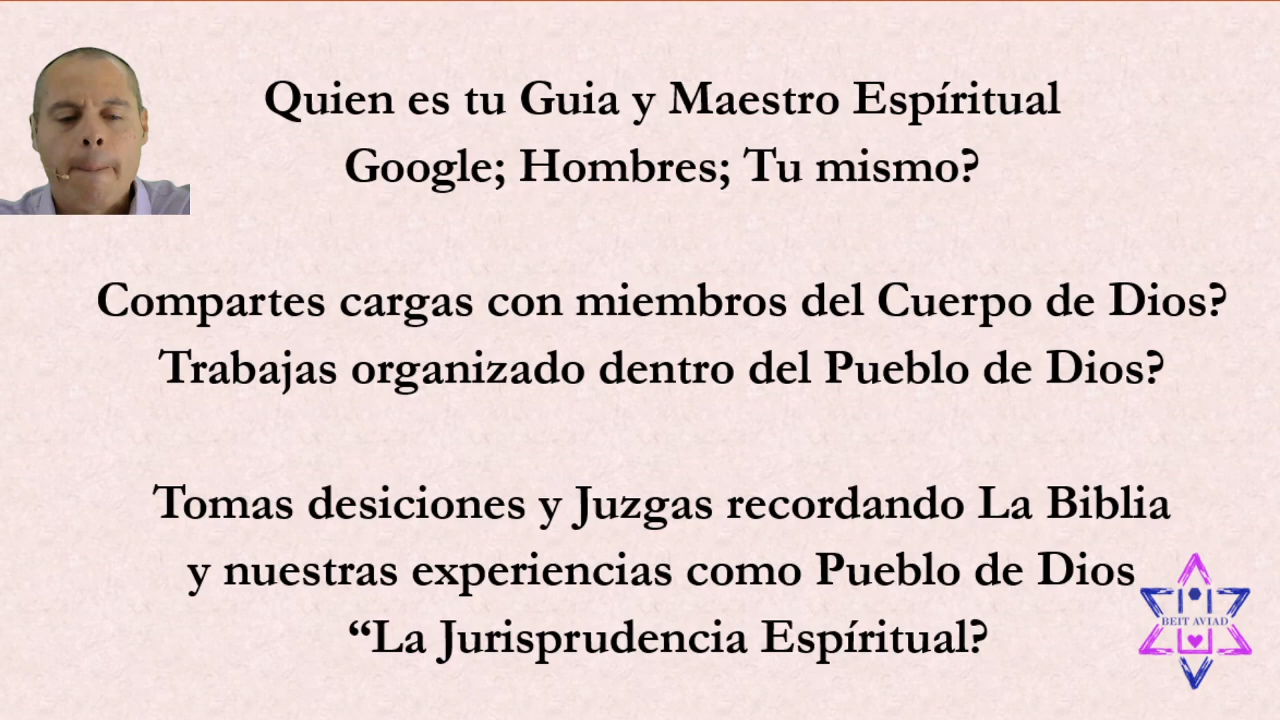 Quien es tu Guia y Maestro Espíritual
Google; Hombres; Tu mismo?
Compartes cargas con miembros del Cuerpo de Dios?
Trabajas organizado dentro del Pueblo de Dios?
Tomas desiciones y Juzgas recordando La Biblia
y nuestras experiencias como Pueblo de Dios
“La Jurisprudencia Espíritual?
BEIT AVIAD